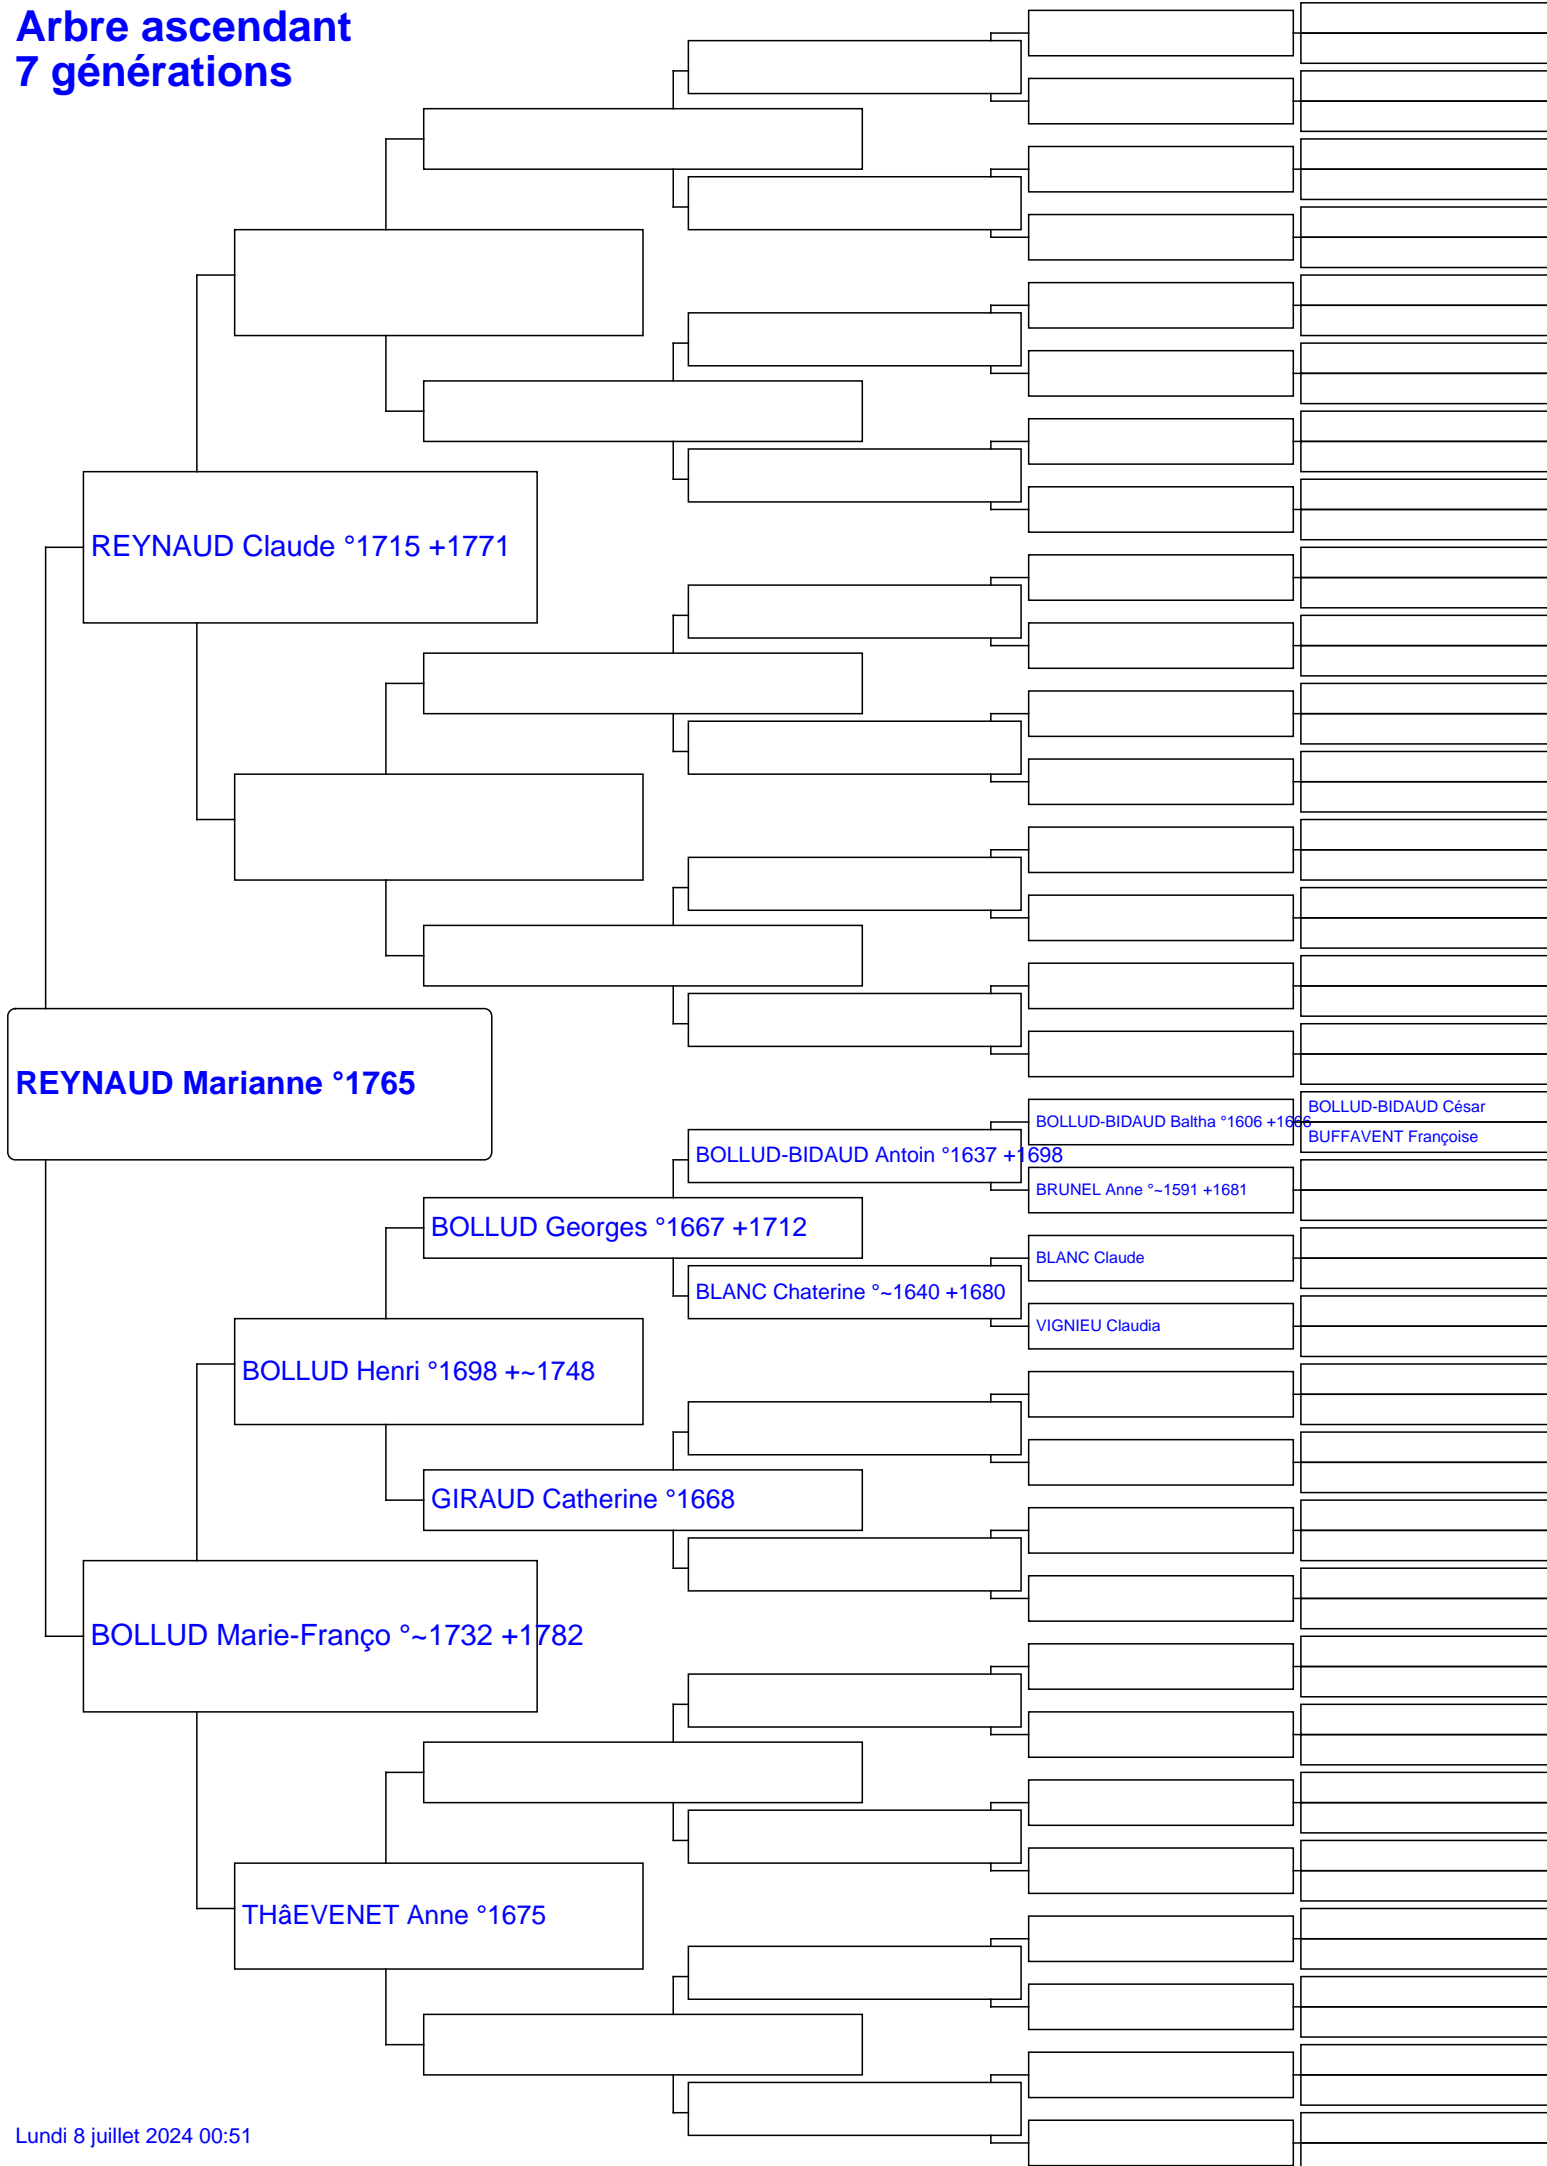 Arbre ascendant
7 générations
REYNAUD Claude °1715 +1771
REYNAUD Marianne °1765
BOLLUD-BIDAUD César
BOLLUD-BIDAUD Baltha °1606 +1666
BUFFAVENT Françoise
BOLLUD-BIDAUD Antoin °1637 +1698
BRUNEL Anne °~1591 +1681
BOLLUD Georges °1667 +1712
BLANC Claude
BLANC Chaterine °~1640 +1680
VIGNIEU Claudia
BOLLUD Henri °1698 +~1748
GIRAUD Catherine °1668
BOLLUD Marie-Franço °~1732 +1782
THâEVENET Anne °1675
Lundi 8 juillet 2024 00:51